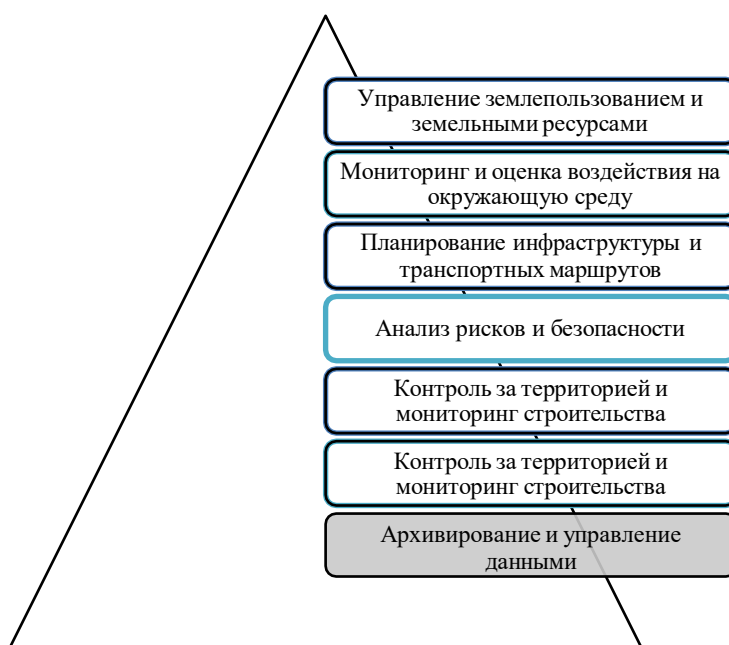 Управление землепользованием и
земельными ресурсами
Мониторинг и оценка воздействия на
окружающую среду
Планирование инфраструктуры и
транспортных маршрутов
Анализ рисков и безопасности
Контроль за территорией и
мониторинг строительства
Контроль за территорией и
мониторинг строительства
Архивирование и управление
данными